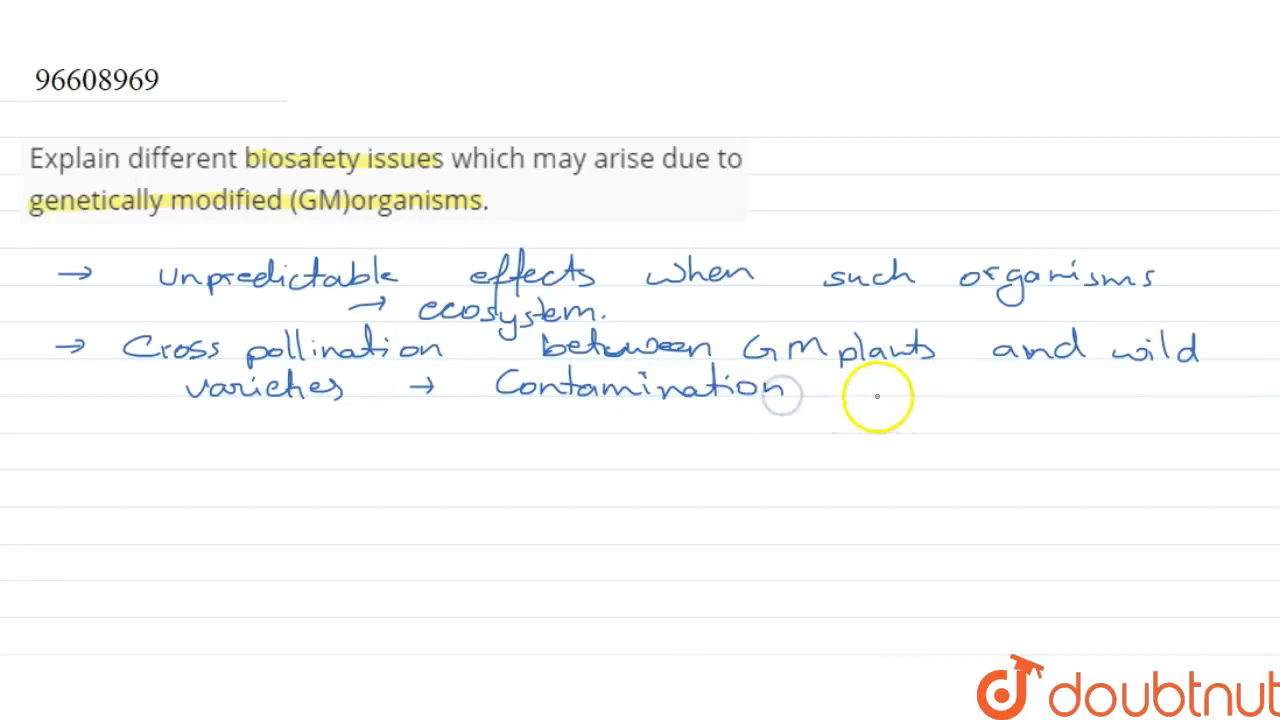 96608969
Explain different biosafety issues which may arise due to
genetically modified (GM)organisms.
→ unpredictable effects when such organisms
→ ecosystem.
→ Cross pollination between GM plants and wild
varieties → Contamination
doubtnut